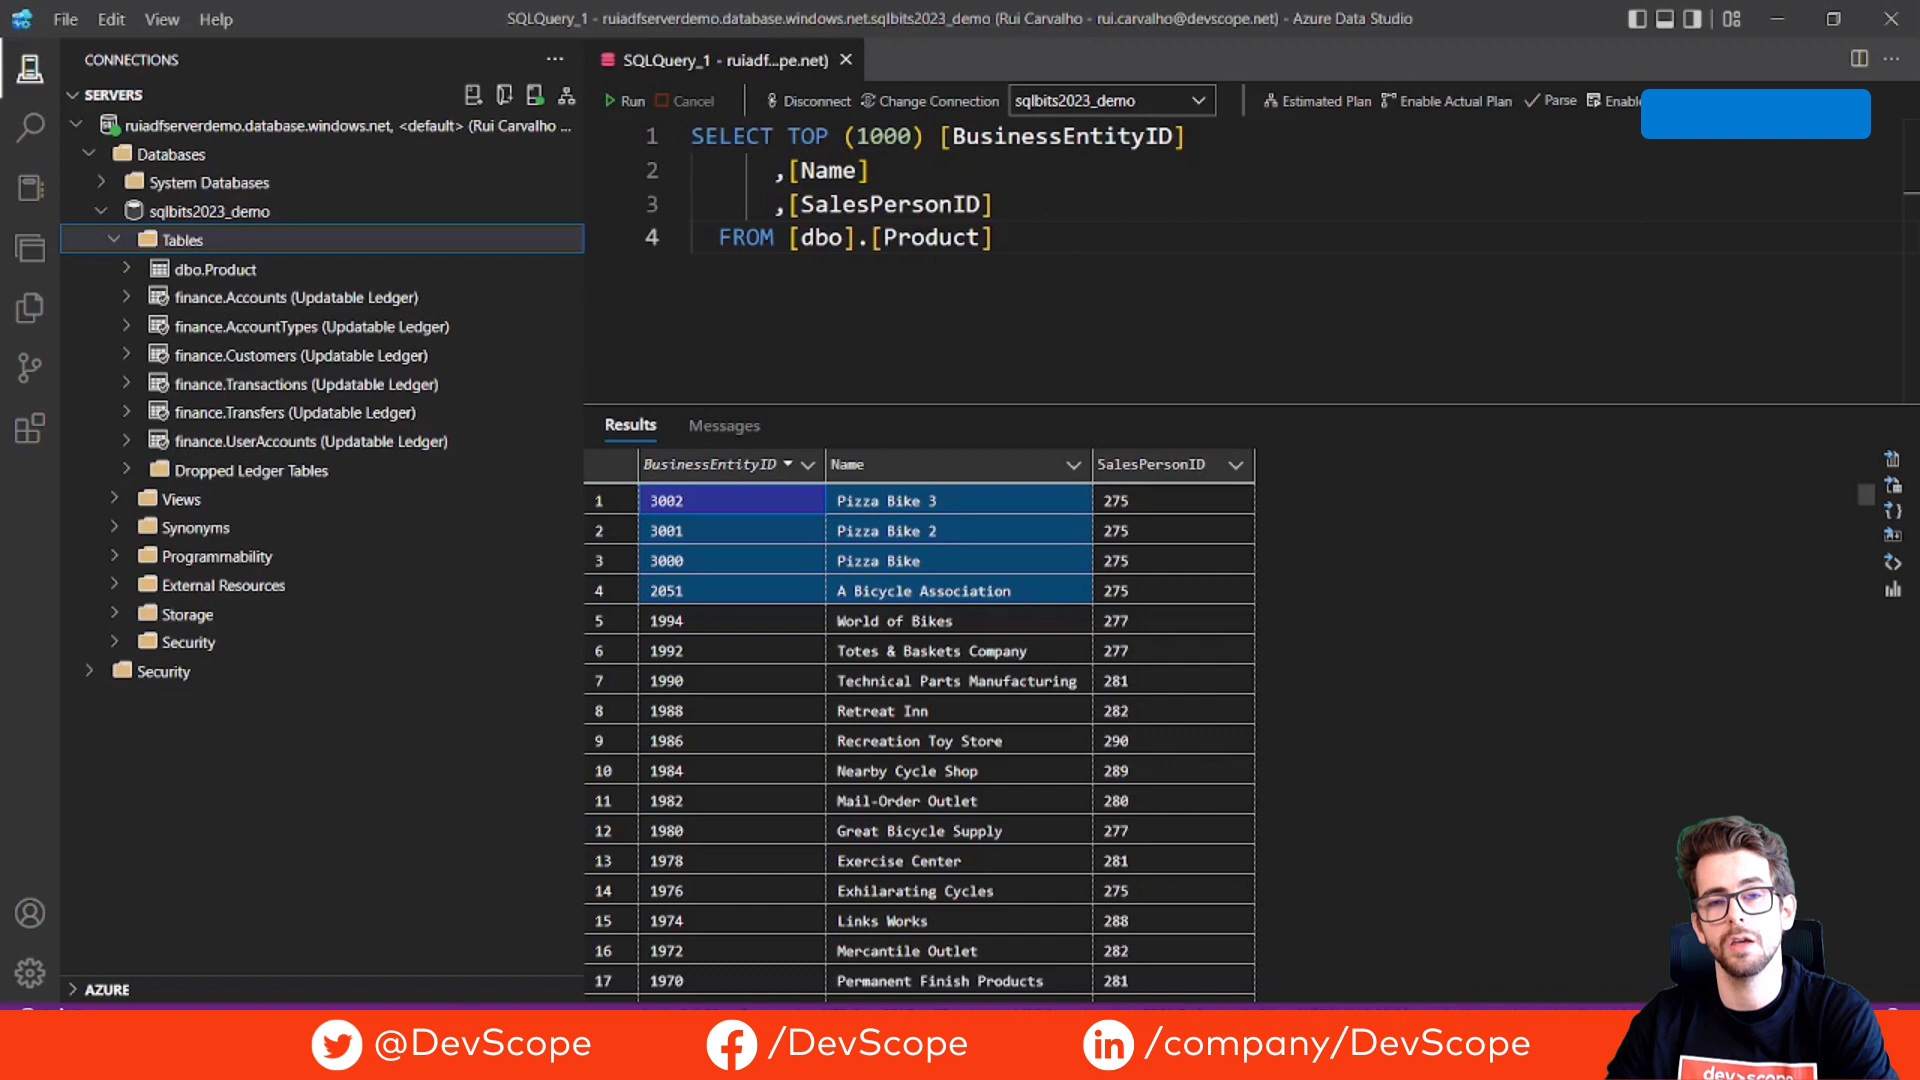 File Edit View Help
SQLQuery_1 - ruiadfserverdemo.database.windows.net.sqlbits2023_demo (Rui Carvalho - rui.carvalho@devscope.net) - Azure Data Studio
CONNECTIONS
SERVERS
ruiadfserverdemo.database.windows.net, <default> (Rui Carvalho ...
Databases
System Databases
sqlbits2023_demo
Tables
dbo.Product
finance.Accounts (Updatable Ledger)
finance.AccountTypes (Updatable Ledger)
finance.Customers (Updatable Ledger)
finance.Transactions (Updatable Ledger)
finance.Transfers (Updatable Ledger)
finance.UserAccounts (Updatable Ledger)
Dropped Ledger Tables
Views
Synonyms
Programmability
External Resources
Storage
Security
Security
AZURE
SQLQuery_1 - ruiadf...pe.net)
Run Cancel Disconnect Change Connection sqlbits2023_demo Estimated Plan Enable Actual Plan Parse Enabl
1 SELECT TOP (1000) [BusinessEntityID]
2 ,[Name]
3 ,[SalesPersonID]
4 FROM [dbo].[Product]
Results Messages
BusinessEntityID Name SalesPersonID
1 3002 Pizza Bike 3 275
2 3001 Pizza Bike 2 275
3 3000 Pizza Bike 275
4 2051 A Bicycle Association 275
5 1994 World of Bikes 277
6 1992 Totes & Baskets Company 277
7 1990 Technical Parts Manufacturing 281
8 1988 Retreat Inn 282
9 1986 Recreation Toy Store 290
10 1984 Nearby Cycle Shop 289
11 1982 Mail-Order Outlet 280
12 1980 Great Bicycle Supply 277
13 1978 Exercise Center 281
14 1976 Exhilarating Cycles 275
15 1974 Links Works 288
16 1972 Mercantile Outlet 282
17 1970 Permanent Finish Products 281
@DevScope /DevScope /company/DevScope
dev>scope